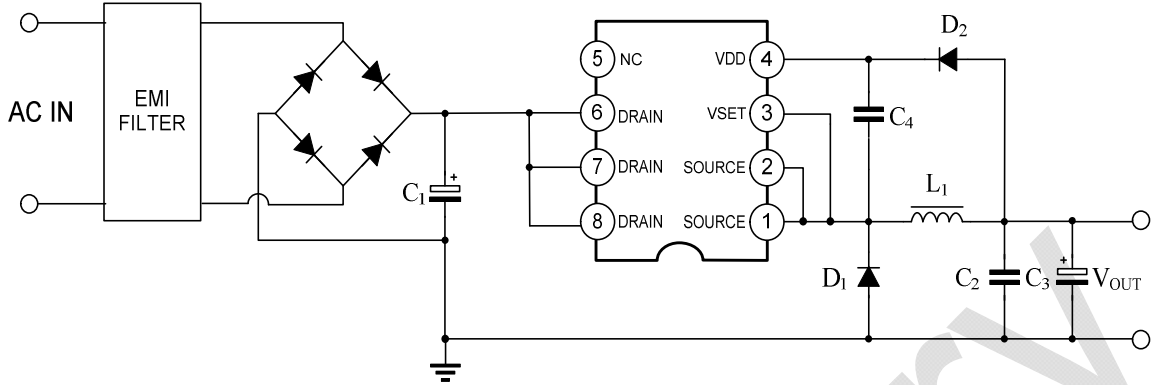 AC IN
EMI
FILTER
C1
+
5 NC
6 DRAIN
7 DRAIN
8 DRAIN
VDD 4
VSET 3
SOURCE 2
SOURCE 1
D2
C4
L1
D1
C2
C3
+
VOUT
ry